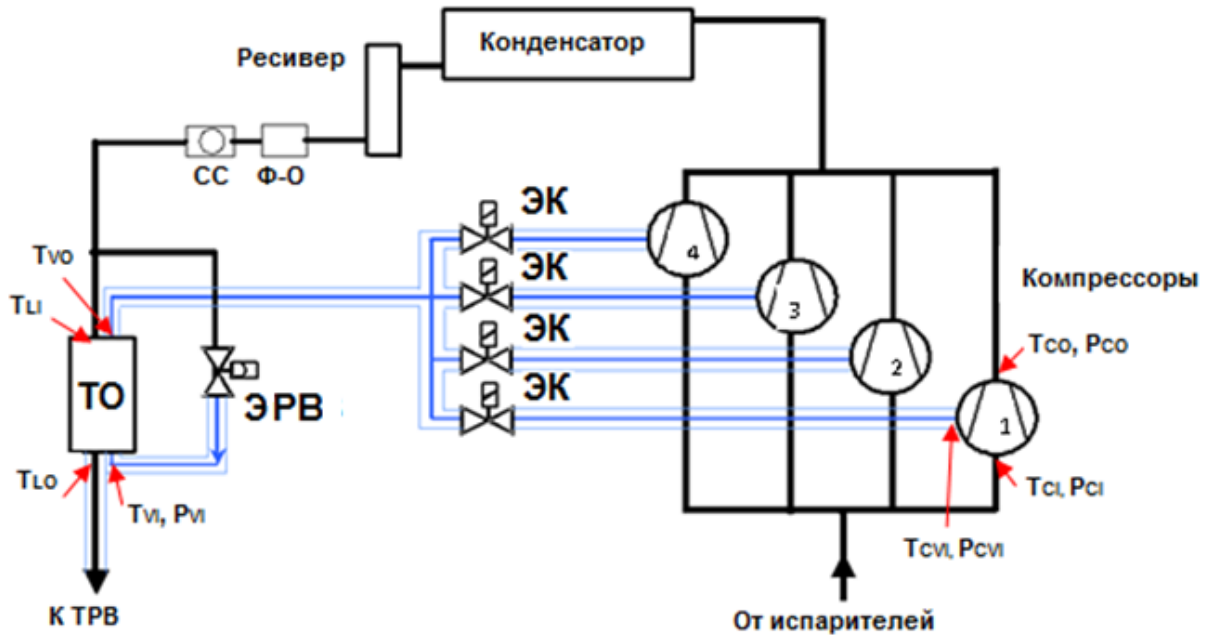 Конденсатор
Ресивер
СС
Ф-О
ЭК
4
TVO
ЭК
TLI
3
Компрессоры
ЭК
2
TCO, PCO
ТО
ЭРВ
ЭК
1
TLO
TVI, PVI
TCI, PCI
TCVI, PCVI
К ТРВ
От испарителей